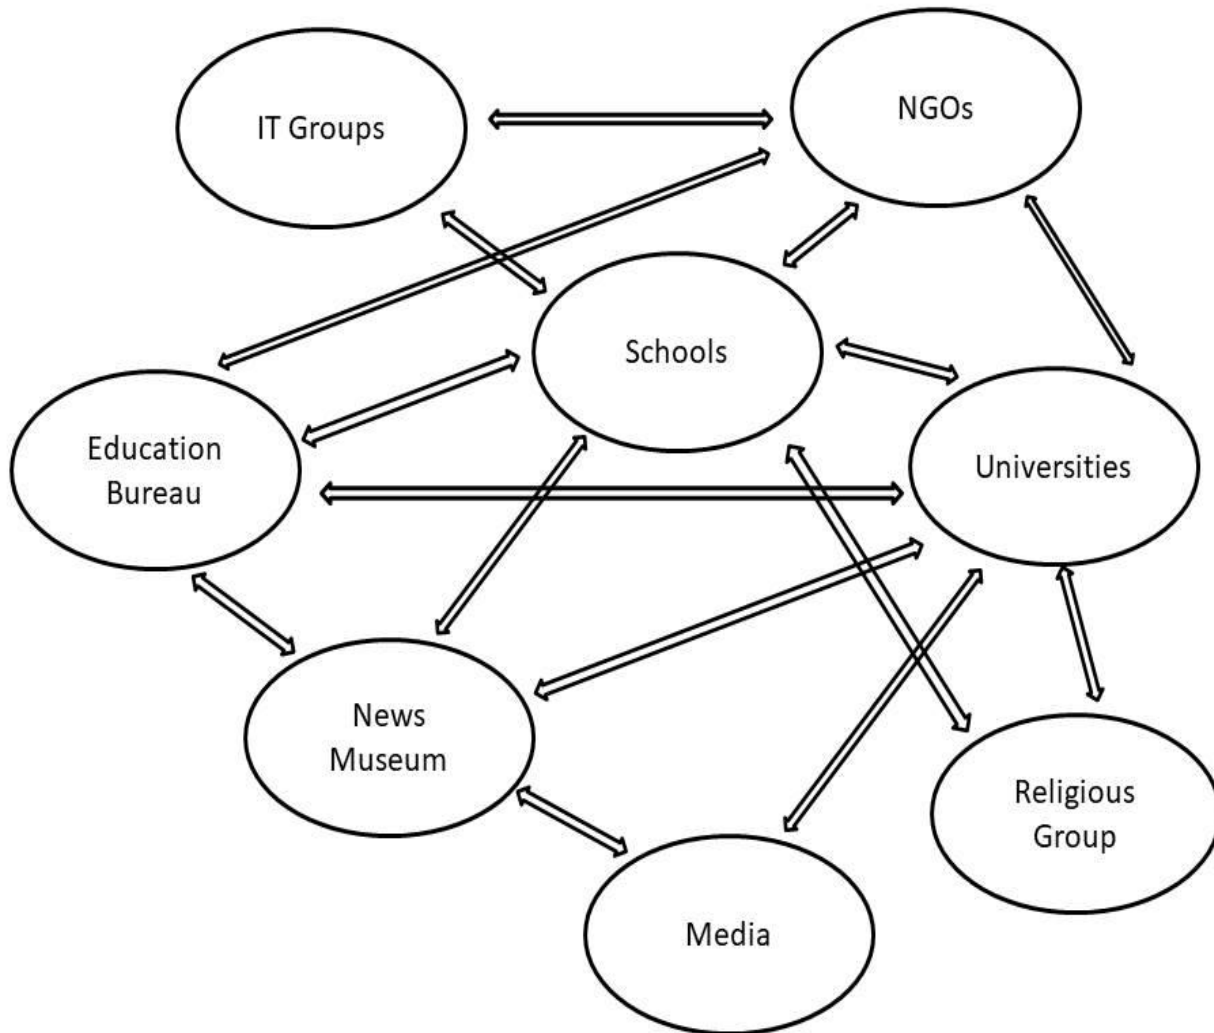 IT Groups
NGOs
Schools
Education
Bureau
Universities
News
Museum
Religious
Group
Media